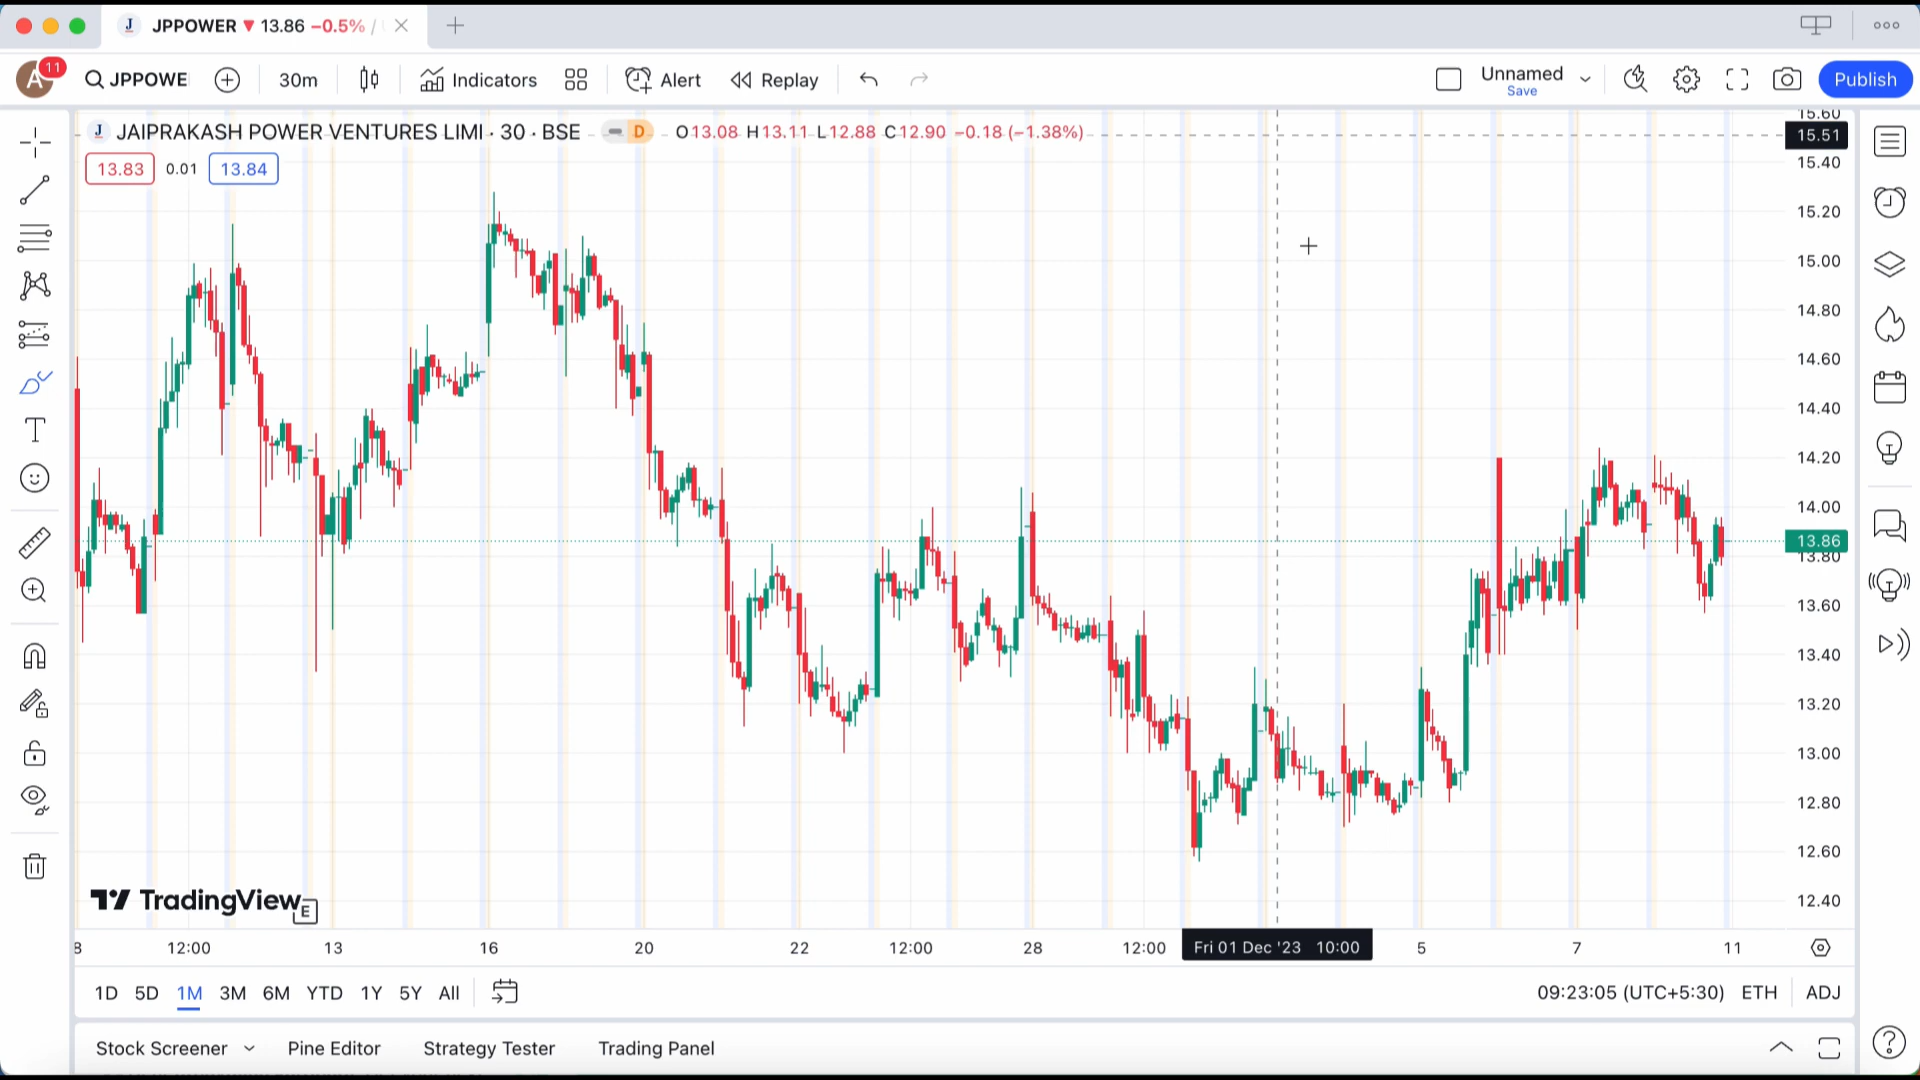 J JPPOWER ▼ 13.86 −0.5% /
A 11 JPPOWE 30m Indicators Alert Replay Unnamed Publish
Save
J JAIPRAKASH POWER VENTURES LIMI · 30 · BSE D O13.08 H13.11 L12.88 C12.90 −0.18 (−1.38%)
13.83 0.01 13.84
15.60
15.51
15.40
15.20
15.00
14.80
14.60
14.40
14.20
14.00
13.86
13.80
13.60
13.40
13.20
13.00
12.80
12.60
12.40
TradingView
E
8 12:00 13 16 20 22 12:00 28 12:00 Fri 01 Dec '23 10:00 5 7 11
1D 5D 1M 3M 6M YTD 1Y 5Y All 09:23:05 (UTC+5:30) ETH ADJ
Stock Screener Pine Editor Strategy Tester Trading Panel